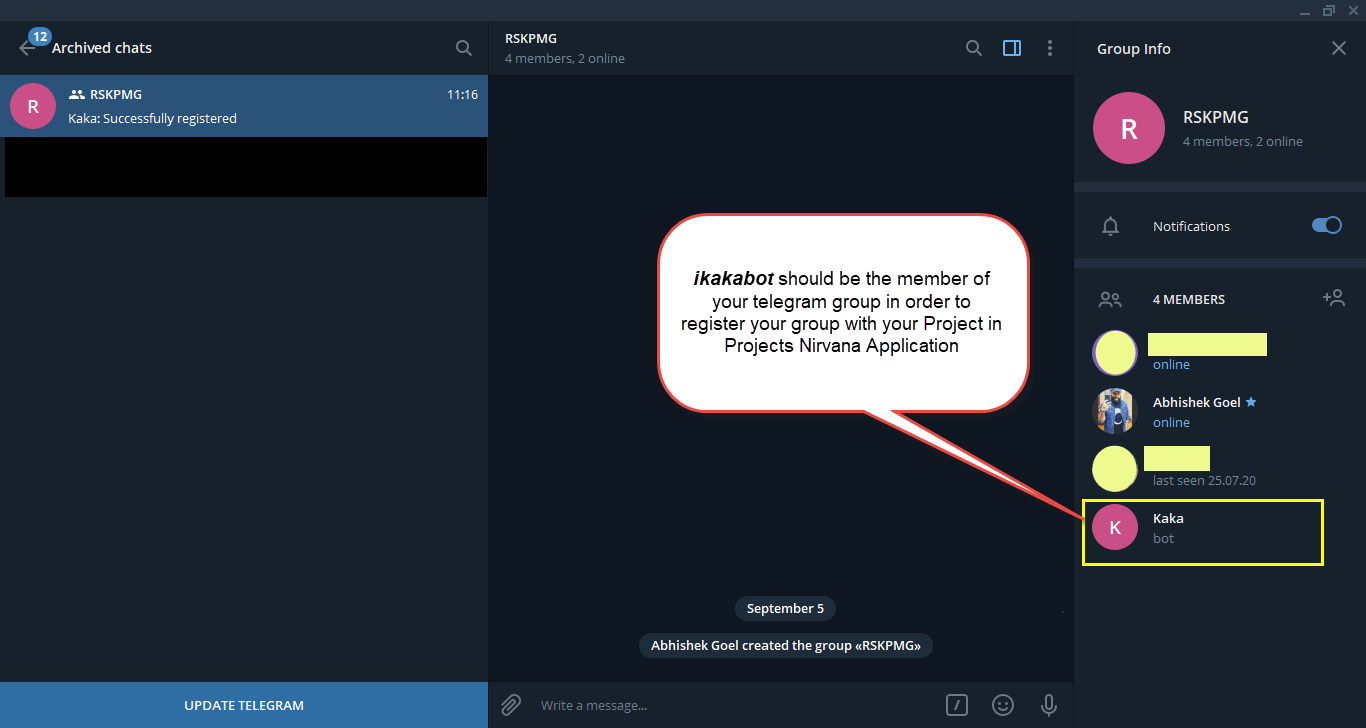 12
Archived chats
R
RSKPMG
11:16
Kaka: Successfully registered
UPDATE TELEGRAM
RSKPMG
4 members, 2 online
ikakabot should be the member of
your telegram group in order to
register your group with your Project in
Projects Nirvana Application
September 5
Abhishek Goel created the group «RSKPMG»
Write a message...
Group Info
R
RSKPMG
4 members, 2 online
Notifications
4 MEMBERS
online
Abhishek Goel
online
last seen 25.07.20
K
Kaka
bot